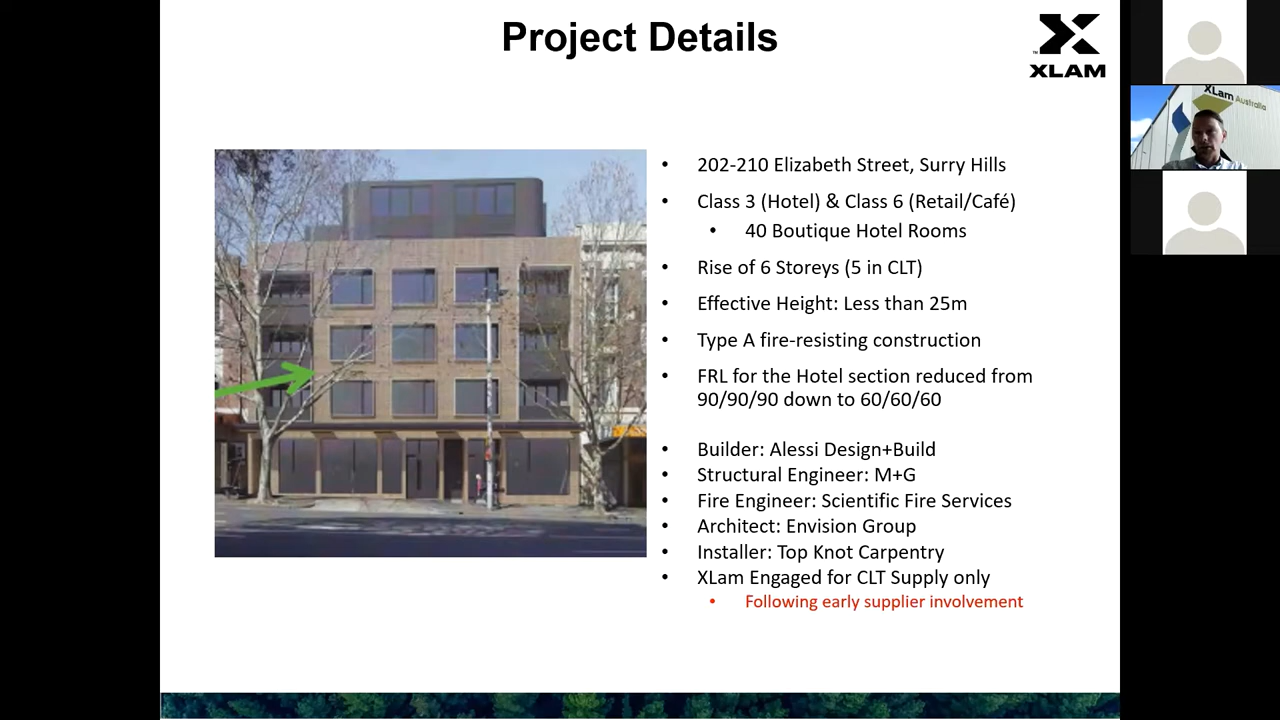 Project Details
XLAM
XLam Australia
• 202-210 Elizabeth Street, Surry Hills
• Class 3 (Hotel) & Class 6 (Retail/Café)
• 40 Boutique Hotel Rooms
• Rise of 6 Storeys (5 in CLT)
• Effective Height: Less than 25m
• Type A fire-resisting construction
• FRL for the Hotel section reduced from
90/90/90 down to 60/60/60
• Builder: Alessi Design+Build
• Structural Engineer: M+G
• Fire Engineer: Scientific Fire Services
• Architect: Envision Group
• Installer: Top Knot Carpentry
• XLam Engaged for CLT Supply only
• Following early supplier involvement